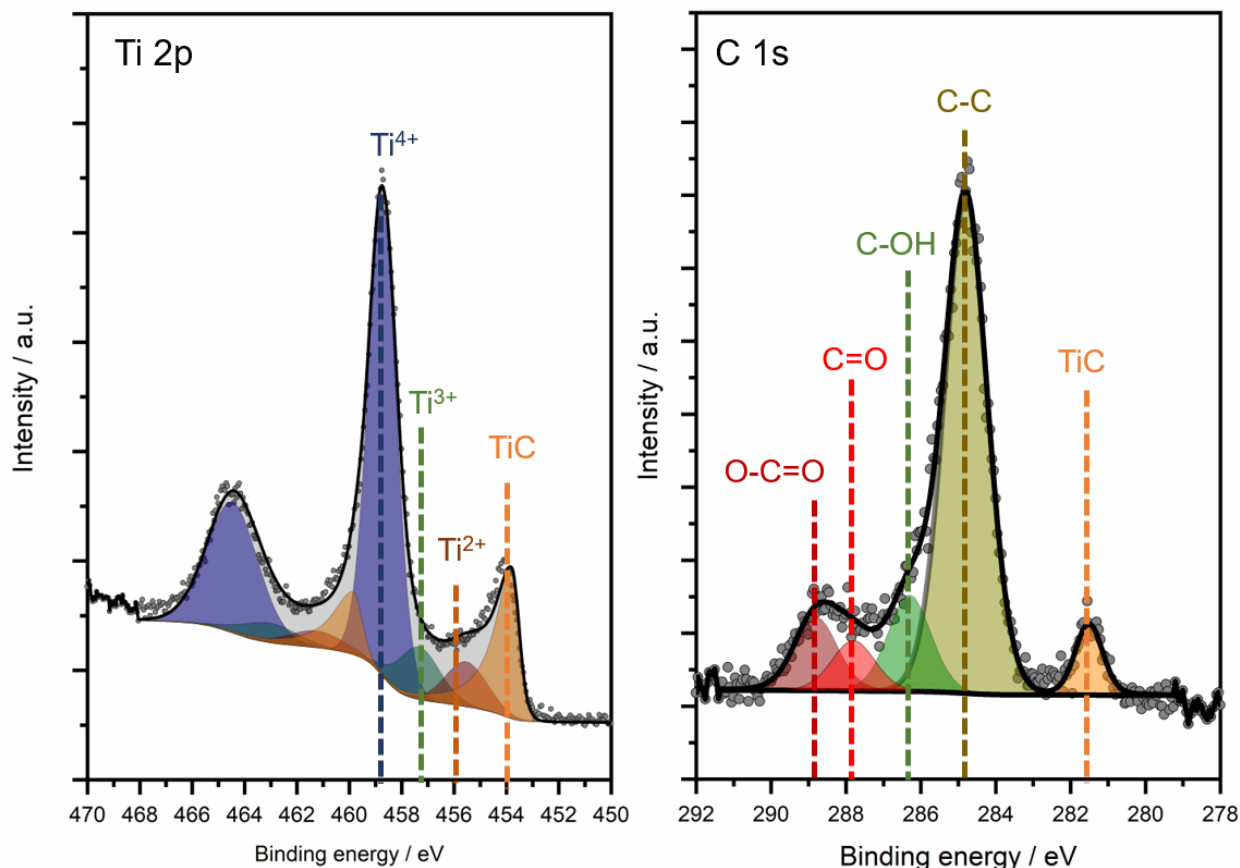 Ti 2p
Ti⁴⁺
Ti³⁺
TiC
Ti²⁺
Intensity / a.u.
470 468 466 464 462 460 458 456 454 452 450
Binding energy / eV
C 1s
C-C
C-OH
C=O
TiC
O-C=O
Intensity / a.u.
292 290 288 286 284 282 280 278
Binding energy / eV